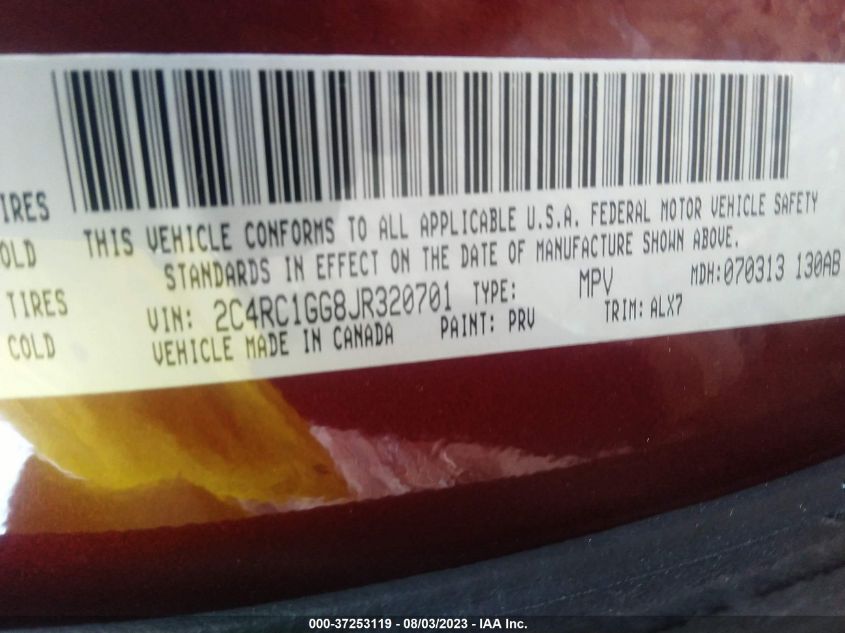 TIRES
COLD
TIRES
COLD
THIS VEHICLE CONFORMS TO ALL APPLICABLE U.S.A. FEDERAL MOTOR VEHICLE SAFETY
STANDARDS IN EFFECT ON THE DATE OF MANUFACTURE SHOWN ABOVE.
VIN: 2C4RC1GG8JR320701 TYPE: MPV MDH:070313 130AB
VEHICLE MADE IN CANADA PAINT: PRV TRIM: ALX7
000-37253119 - 08/03/2023 - IAA Inc.